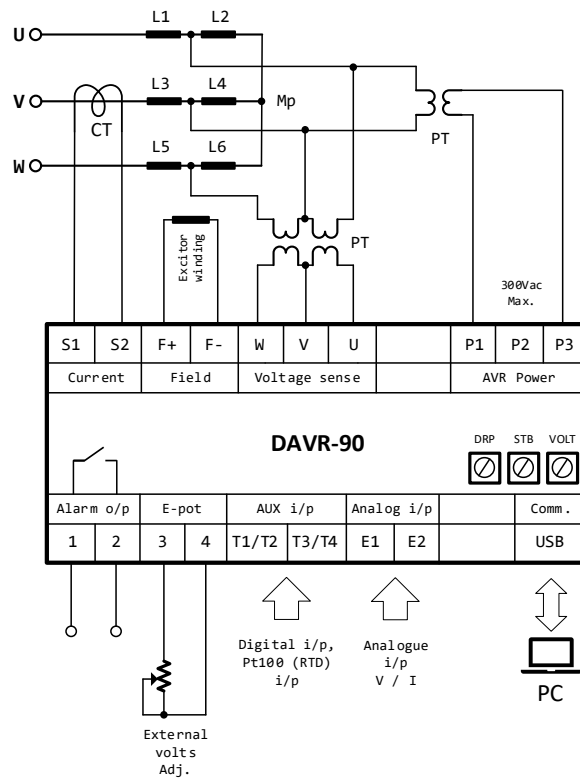 L1 L2
U
L3 L4
V
Mp
CT
PT
L5 L6
W
Excitor
winding
PT
300Vac
Max.
S1 S2 F+ F- W V U P1 P2 P3
Current Field Voltage sense AVR Power
DAVR-90
DRP STB VOLT
Alarm o/p E-pot AUX i/p Analog i/p Comm.
1 2 3 4 T1/T2 T3/T4 E1 E2 USB
Digital i/p,
Pt100 (RTD)
i/p
Analogue
i/p
V / I
PC
External
volts
Adj.